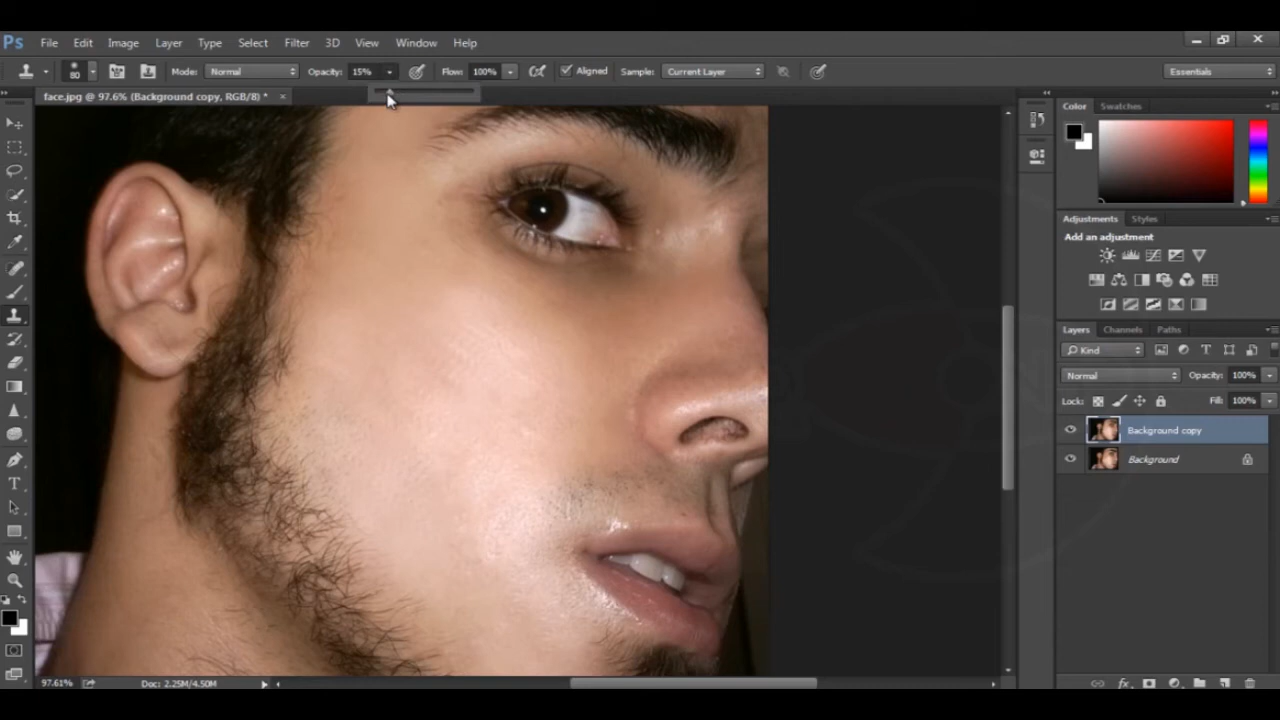 Ps File Edit Image Layer Type Select Filter 3D View Window Help
80 Mode: Normal Opacity: 15% Flow: 100% Aligned Sample: Current Layer Essentials
face.jpg @ 97.6% (Background copy, RGB/8) *
Color Swatches
Adjustments Styles
Add an adjustment
Layers Channels Paths
Kind
Normal Opacity: 100%
Lock: Fill: 100%
Background copy
Background
97.61% Doc: 2.25M/4.50M